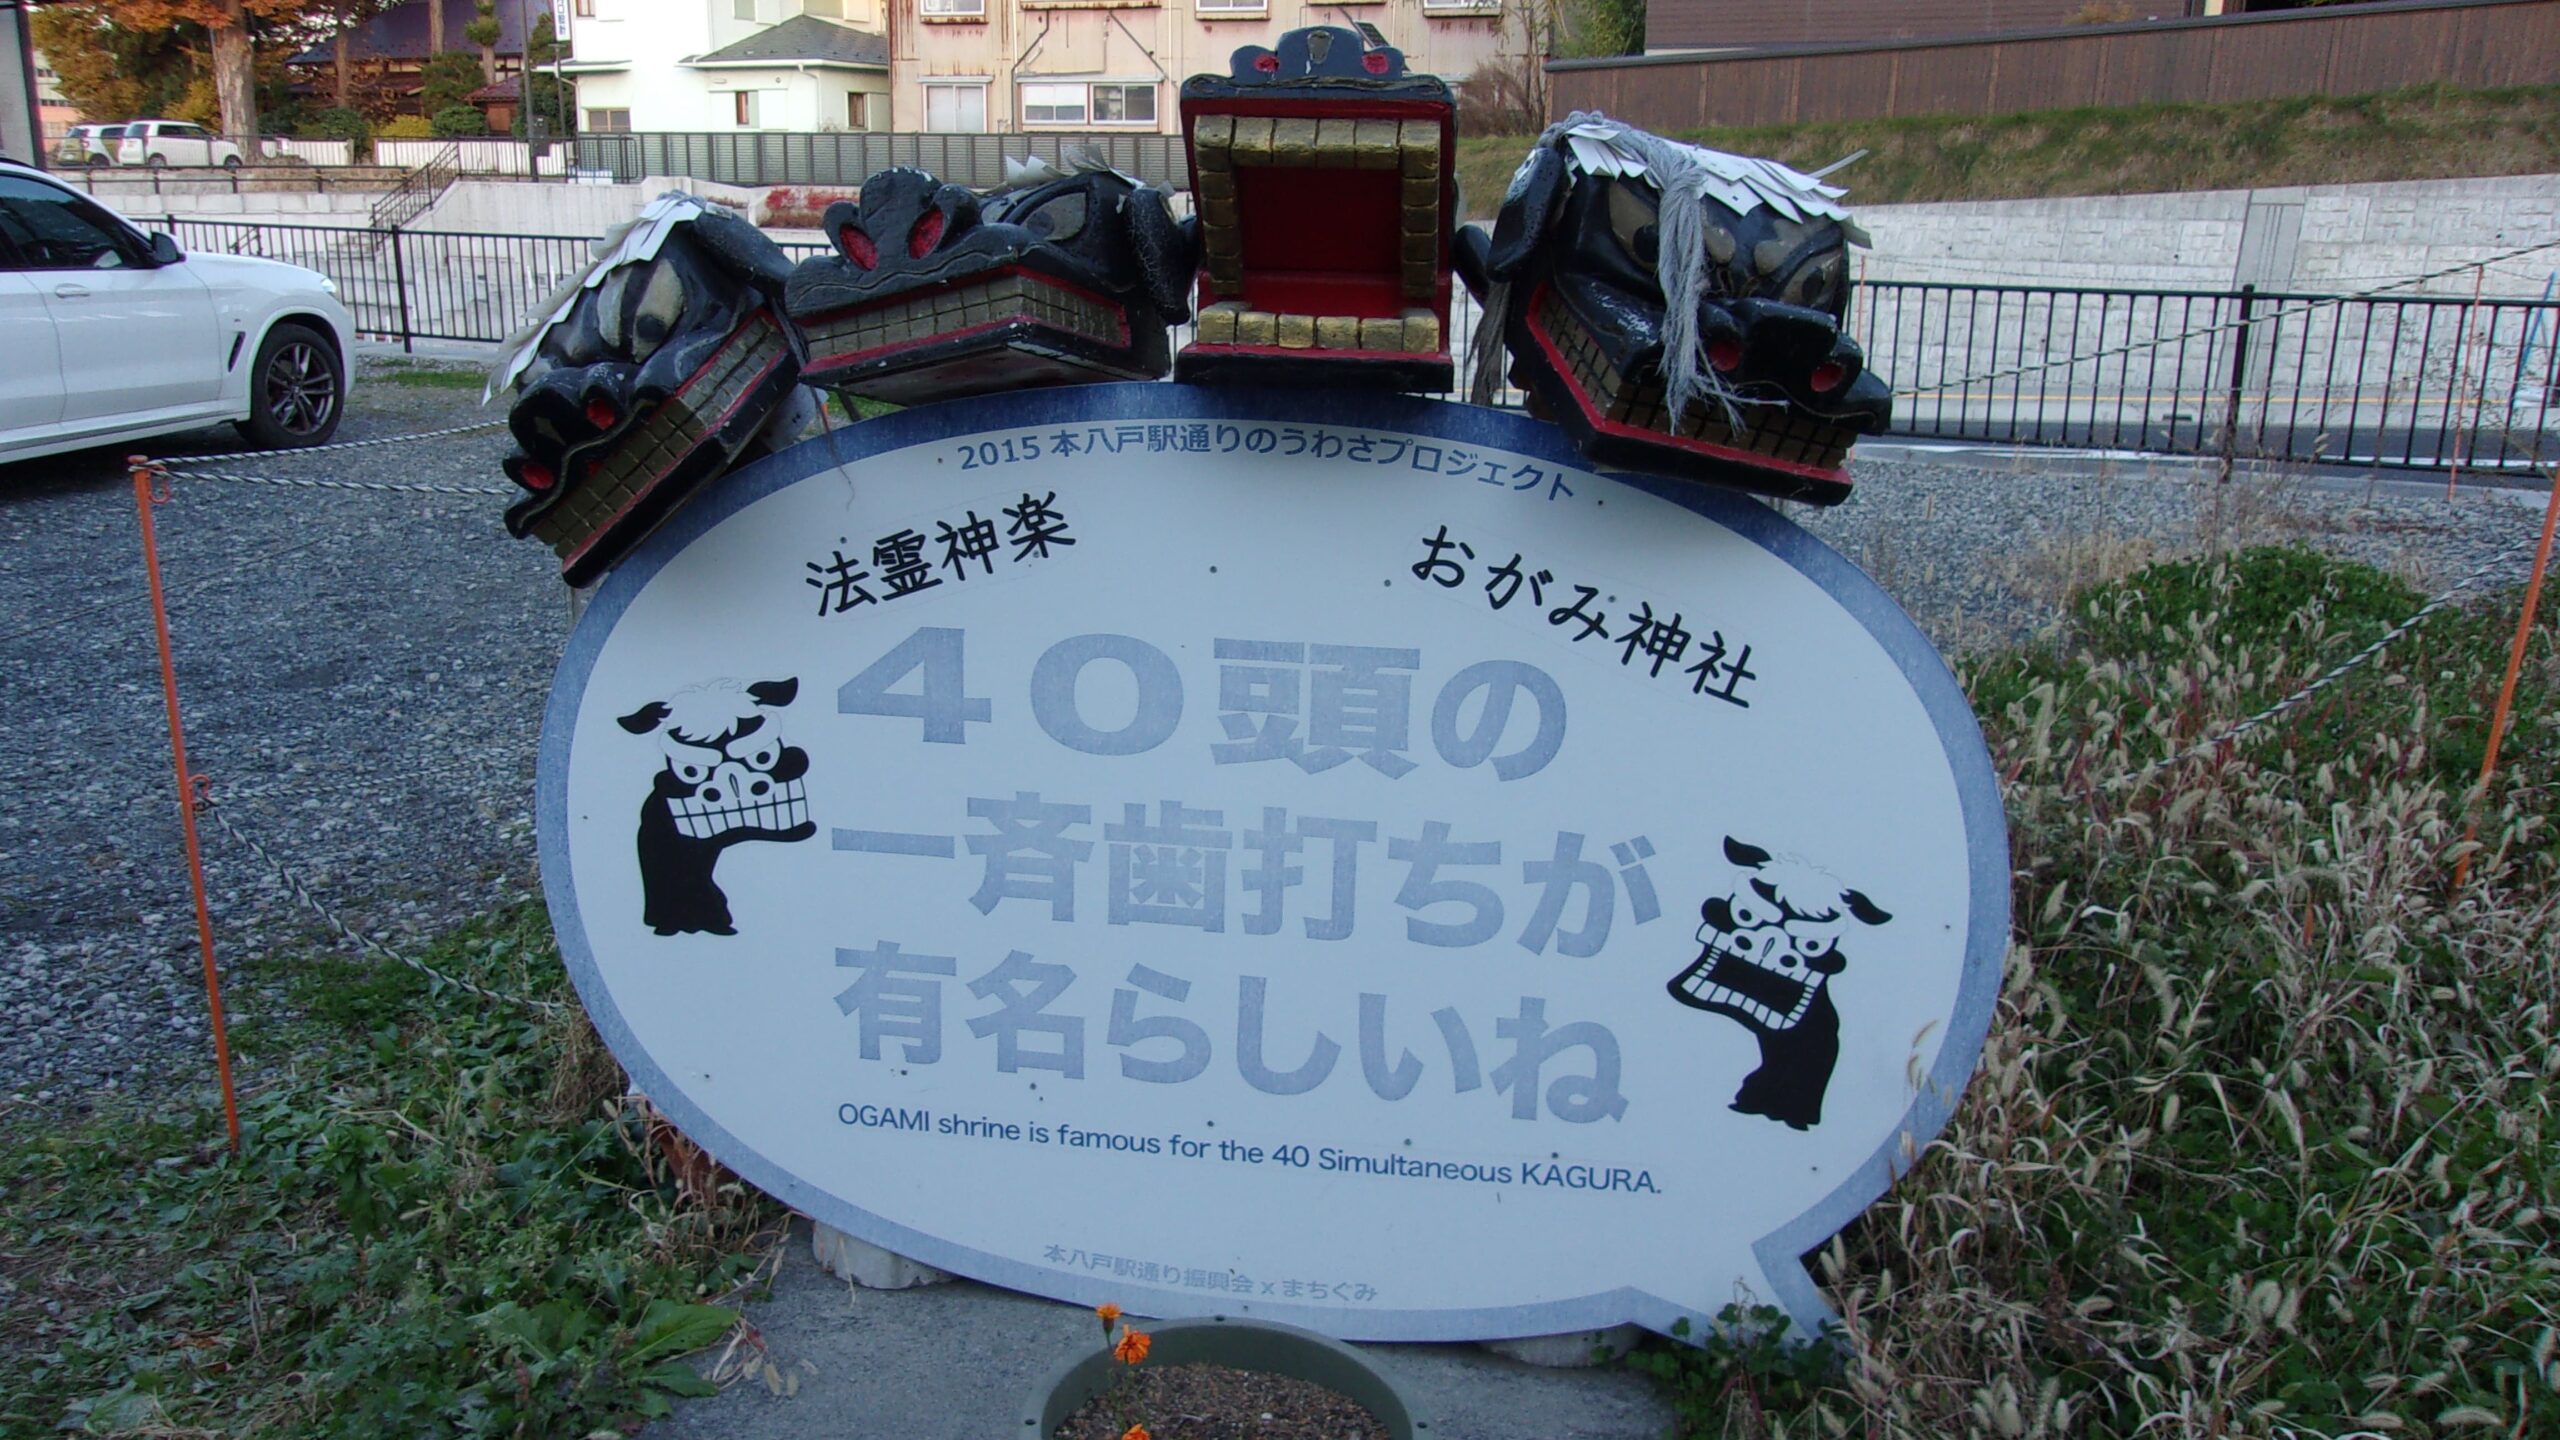 2015 本八戸駅通りのうわさプロジェクト
法霊神楽
おがみ神社
40頭の
一斉歯打ちが
有名らしいね
OGAMI shrine is famous for the 40 Simultaneous KAGURA.
本八戸駅通り振興会 x まちぐみ